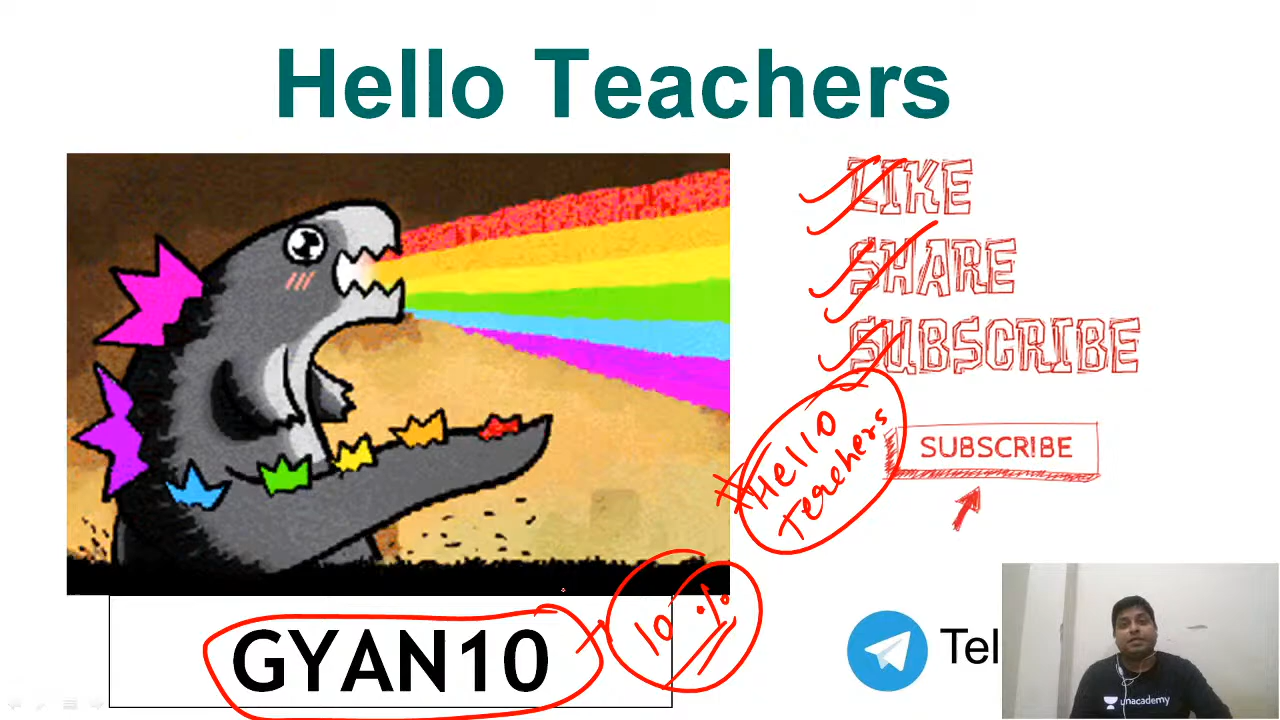 Hello Teachers
LIKE
SHARE
SUBSCRIBE
Hello
Teachers
SUBSCRIBE
10 %
GYAN10
Tel
unacademy